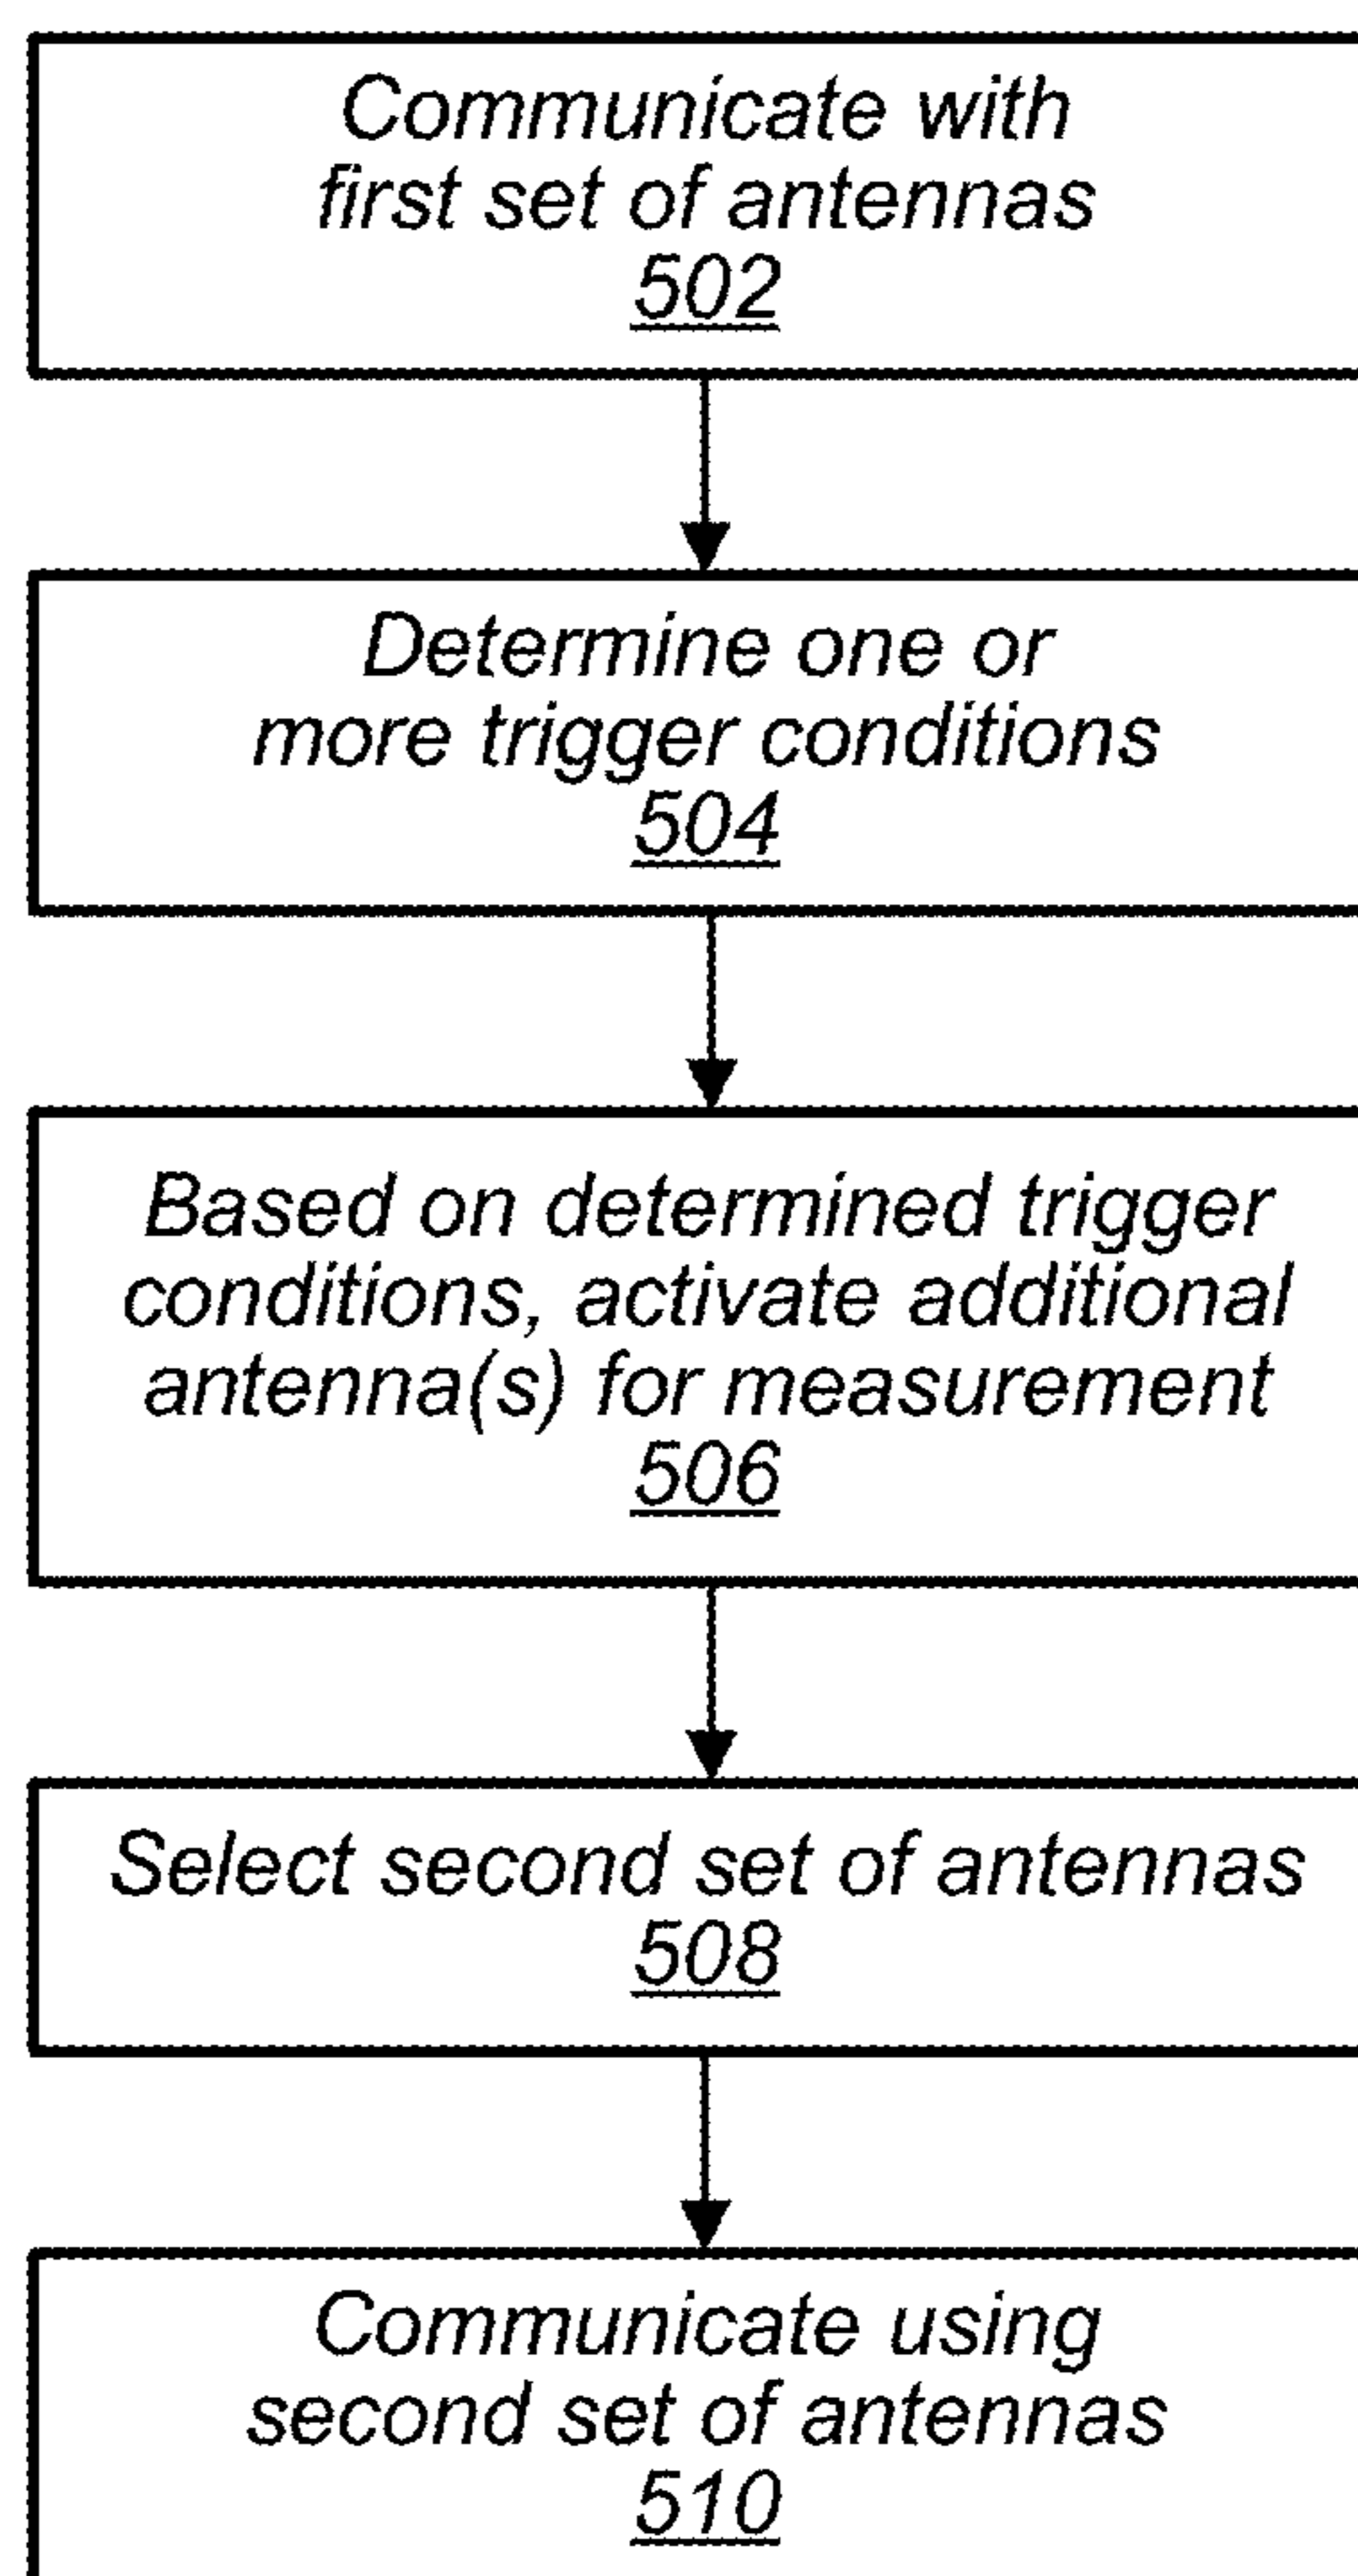 Communicate with
first set of antennas
502
Determine one or
more trigger conditions
504
Based on determined trigger
conditions, activate additional
antenna(s) for measurement
506
Select second set of antennas
508
Communicate using
second set of antennas
510